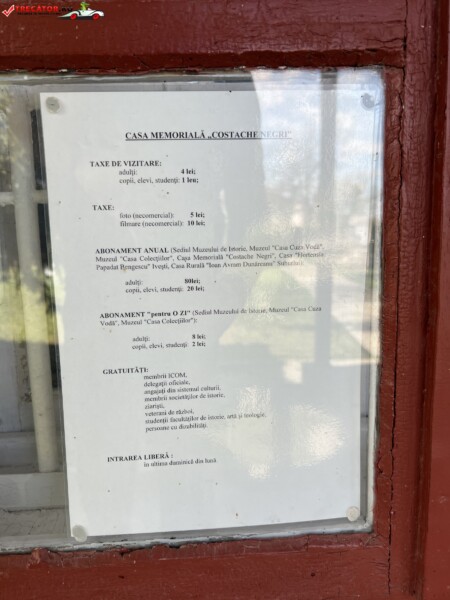 TRECATOR
CASA MEMORIALĂ „COSTACHE NEGRI"
TAXE DE VIZITARE:
adulţi: 4 lei;
copii, elevi, studenţi: 1 leu;
TAXE:
foto (necomercial): 5 lei;
filmare (necomercial): 10 lei;
ABONAMENT ANUAL (Sediul Muzeului de Istorie, Muzeul "Casa Cuza Vodă",
Muzeul "Casa Colecţiilor", Casa Memorială "Costache Negri", Casa "Hortensia
Papadat Bengescu" Iveşti, Casa Rurală "Ioan Avram Dunăreanu"
adulţi: 80lei;
copii, elevi, studenţi: 20 lei;
ABONAMENT "pentru O ZI" (Sediul Muzeului de Istorie, Muzeul "Casa Cuza
Vodă", Muzeul "Casa Colecţiilor"):
adulţi: 8 lei;
copii, elevi, studenţi: 2 lei;
GRATUITĂŢI:
membrii ICOM,
delegaţii oficiale,
angajaţi din sistemul culturii,
membrii societăţilor de istorie,
ziarişti,
veterani de război,
studenţii facultăţilor de istorie, artă şi teologie,
persoane cu dizabilităţi.
INTRAREA LIBERĂ :
în ultima duminică din lună